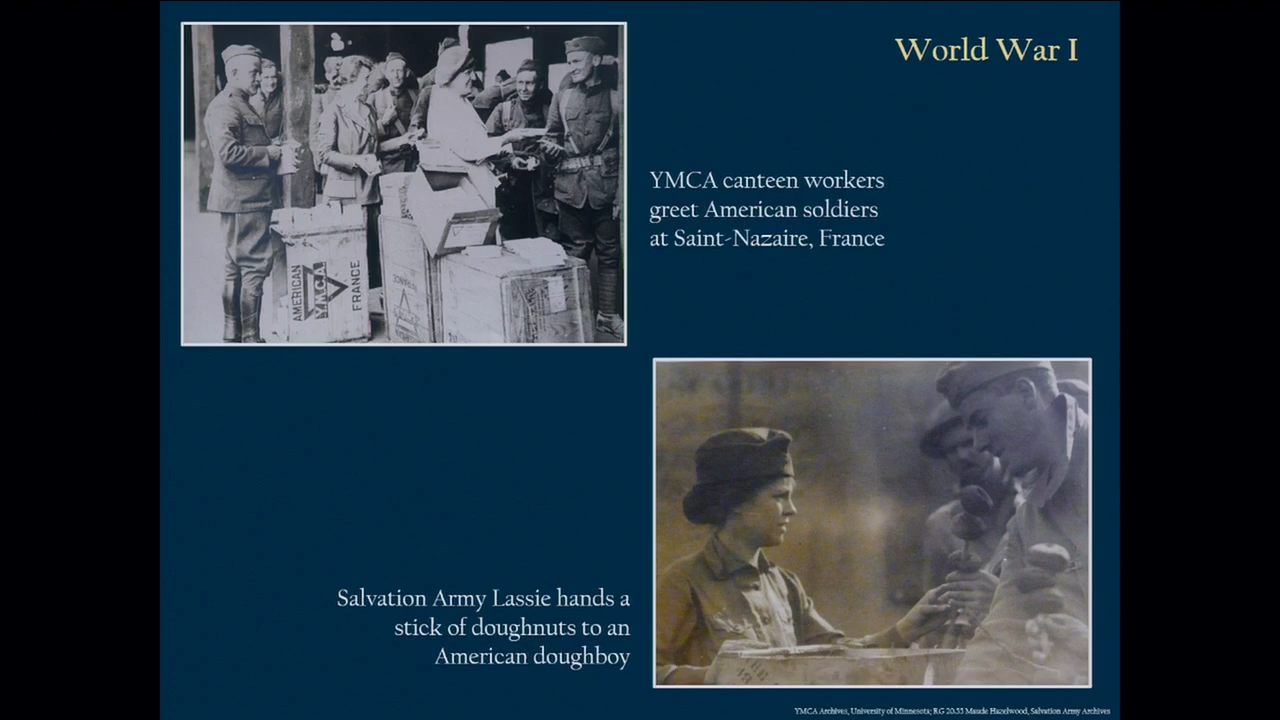 World War I
YMCA canteen workers
greet American soldiers
at Saint-Nazaire, France
AMERICAN
YMCA
FRANCE
Salvation Army Lassie hands a
stick of doughnuts to an
American doughboy
YMCA Archives, University of Minnesota; RG 20.53 Maude Hazelwood, Salvation Army Archives